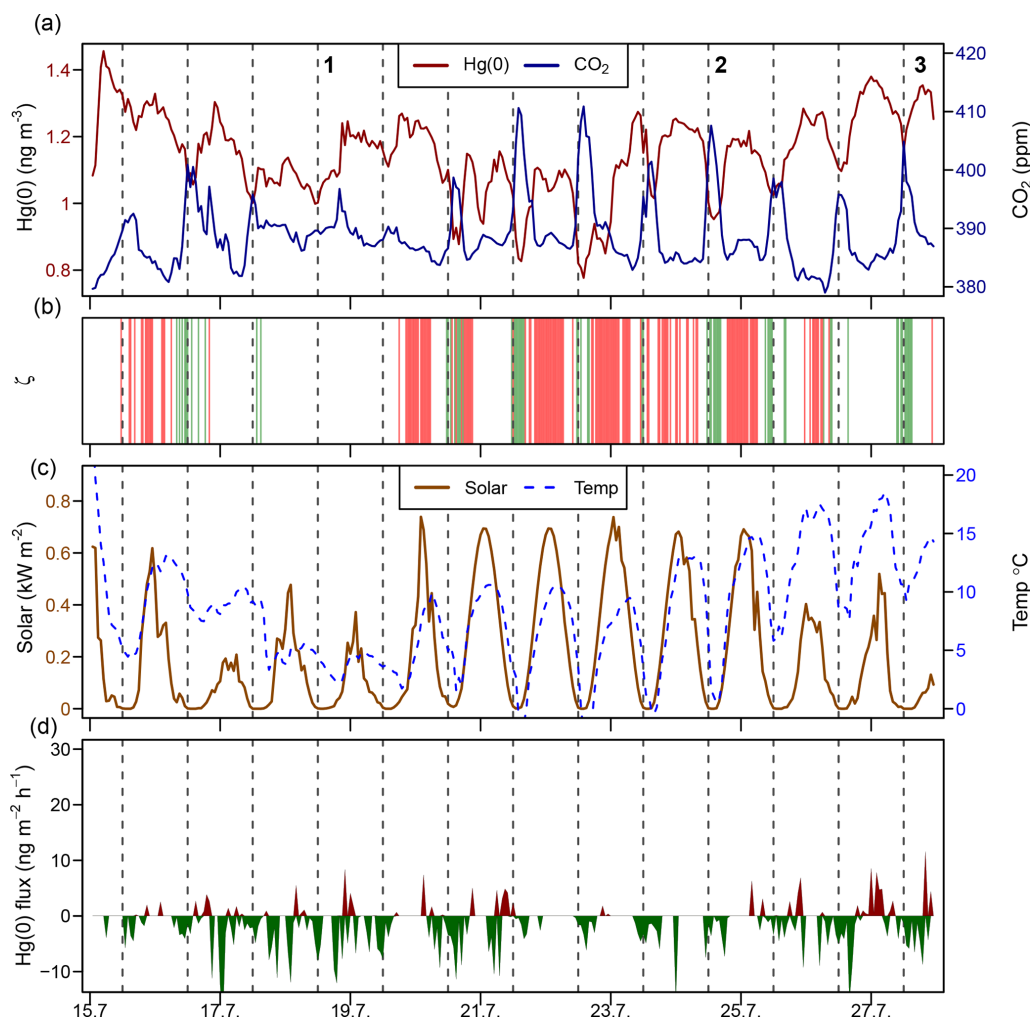 (a)
1
2
3
Hg(0)
CO₂
Hg(0) (ng m⁻³)
1.4
1.2
1
0.8
CO₂ (ppm)
420
410
400
390
380
(b)
ζ
(c)
Solar
Temp
Solar (kW m⁻²)
0.8
0.6
0.4
0.2
0
Temp °C
20
15
10
5
0
(d)
Hg(0) flux (ng m⁻² h⁻¹)
30
20
10
0
−10
15.7.
17.7.
19.7.
21.7.
23.7.
25.7.
27.7.